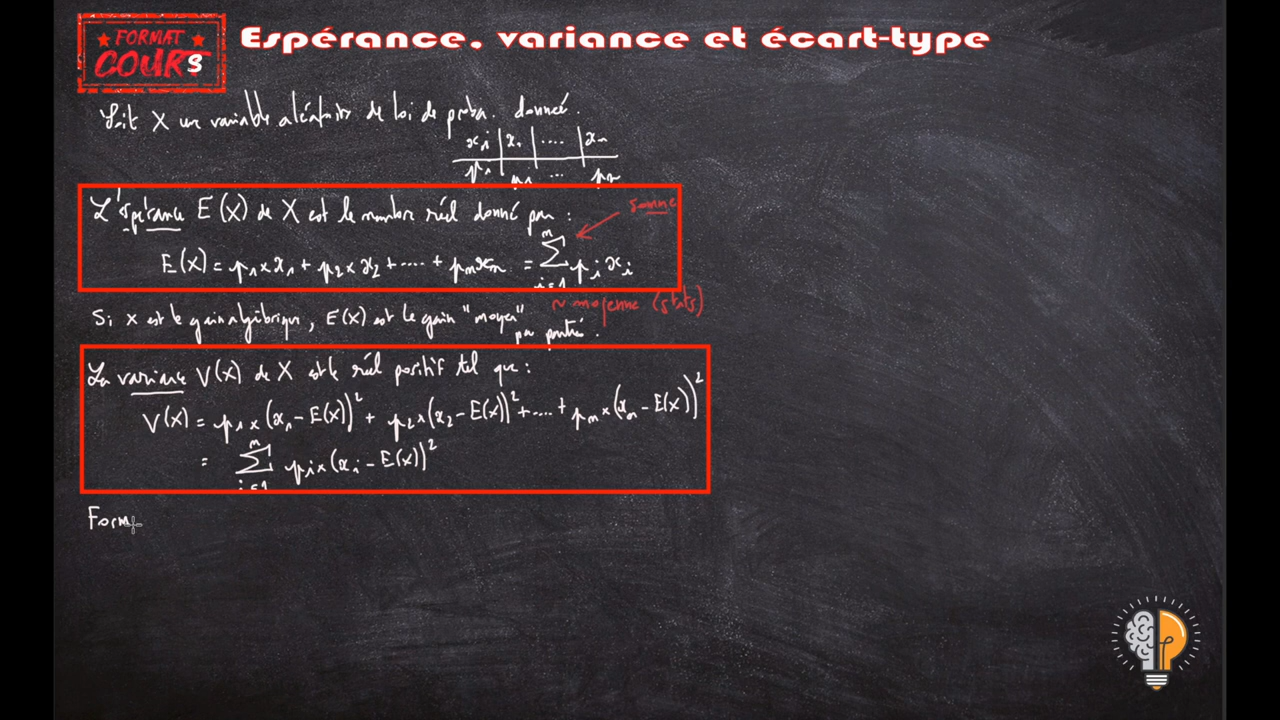 FORMAT
COURS
Espérance, variance et écart-type
Soit X une variable aléatoire de loi de proba. donnée.
xi | x1 | .... | xn
pi | p1 | ... | pn
L'espérance E(X) de X est le nombre réel donné par :
somme
E(X) = p1 × x1 + p2 × x2 + .... + pn xn = ∑_{i=1}^{n} pi xi
~ moyenne (stats)
Si X est le gain algébrique, E(X) est le gain "moyen"
par partie.
La variance V(X) de X est le réel positif tel que :
V(X) = p1 × (x1 − E(X))² + p2 × (x2 − E(X))² + .... + pn × (xn − E(X))²
= ∑_{i=1}^{n} pi × (xi − E(X))²
Form